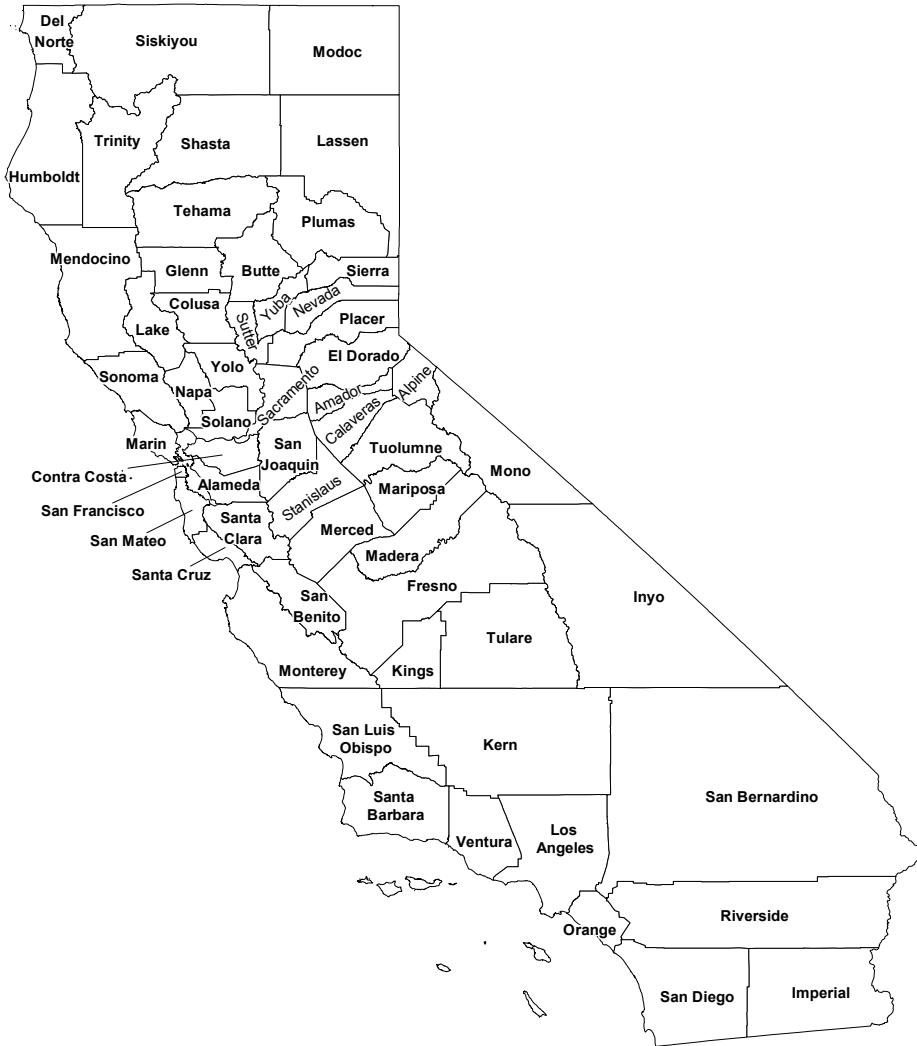 Del
Norte
Siskiyou
Modoc
Trinity
Shasta
Lassen
Humboldt
Tehama
Plumas
Mendocino
Glenn
Butte
Sierra
Colusa
Sutter
Yuba
Nevada
Lake
Placer
Sonoma
Yolo
El Dorado
Napa
Sacramento
Amador
Alpine
Solano
Calaveras
Marin
San
Joaquin
Tuolumne
Mono
Contra Costa
Alameda
Stanislaus
Mariposa
San Francisco
Santa
Clara
Merced
San Mateo
Madera
Santa Cruz
Fresno
San
Benito
Inyo
Tulare
Monterey
Kings
San Luis
Obispo
Kern
Santa
Barbara
San Bernardino
Ventura
Los
Angeles
Orange
Riverside
San Diego
Imperial